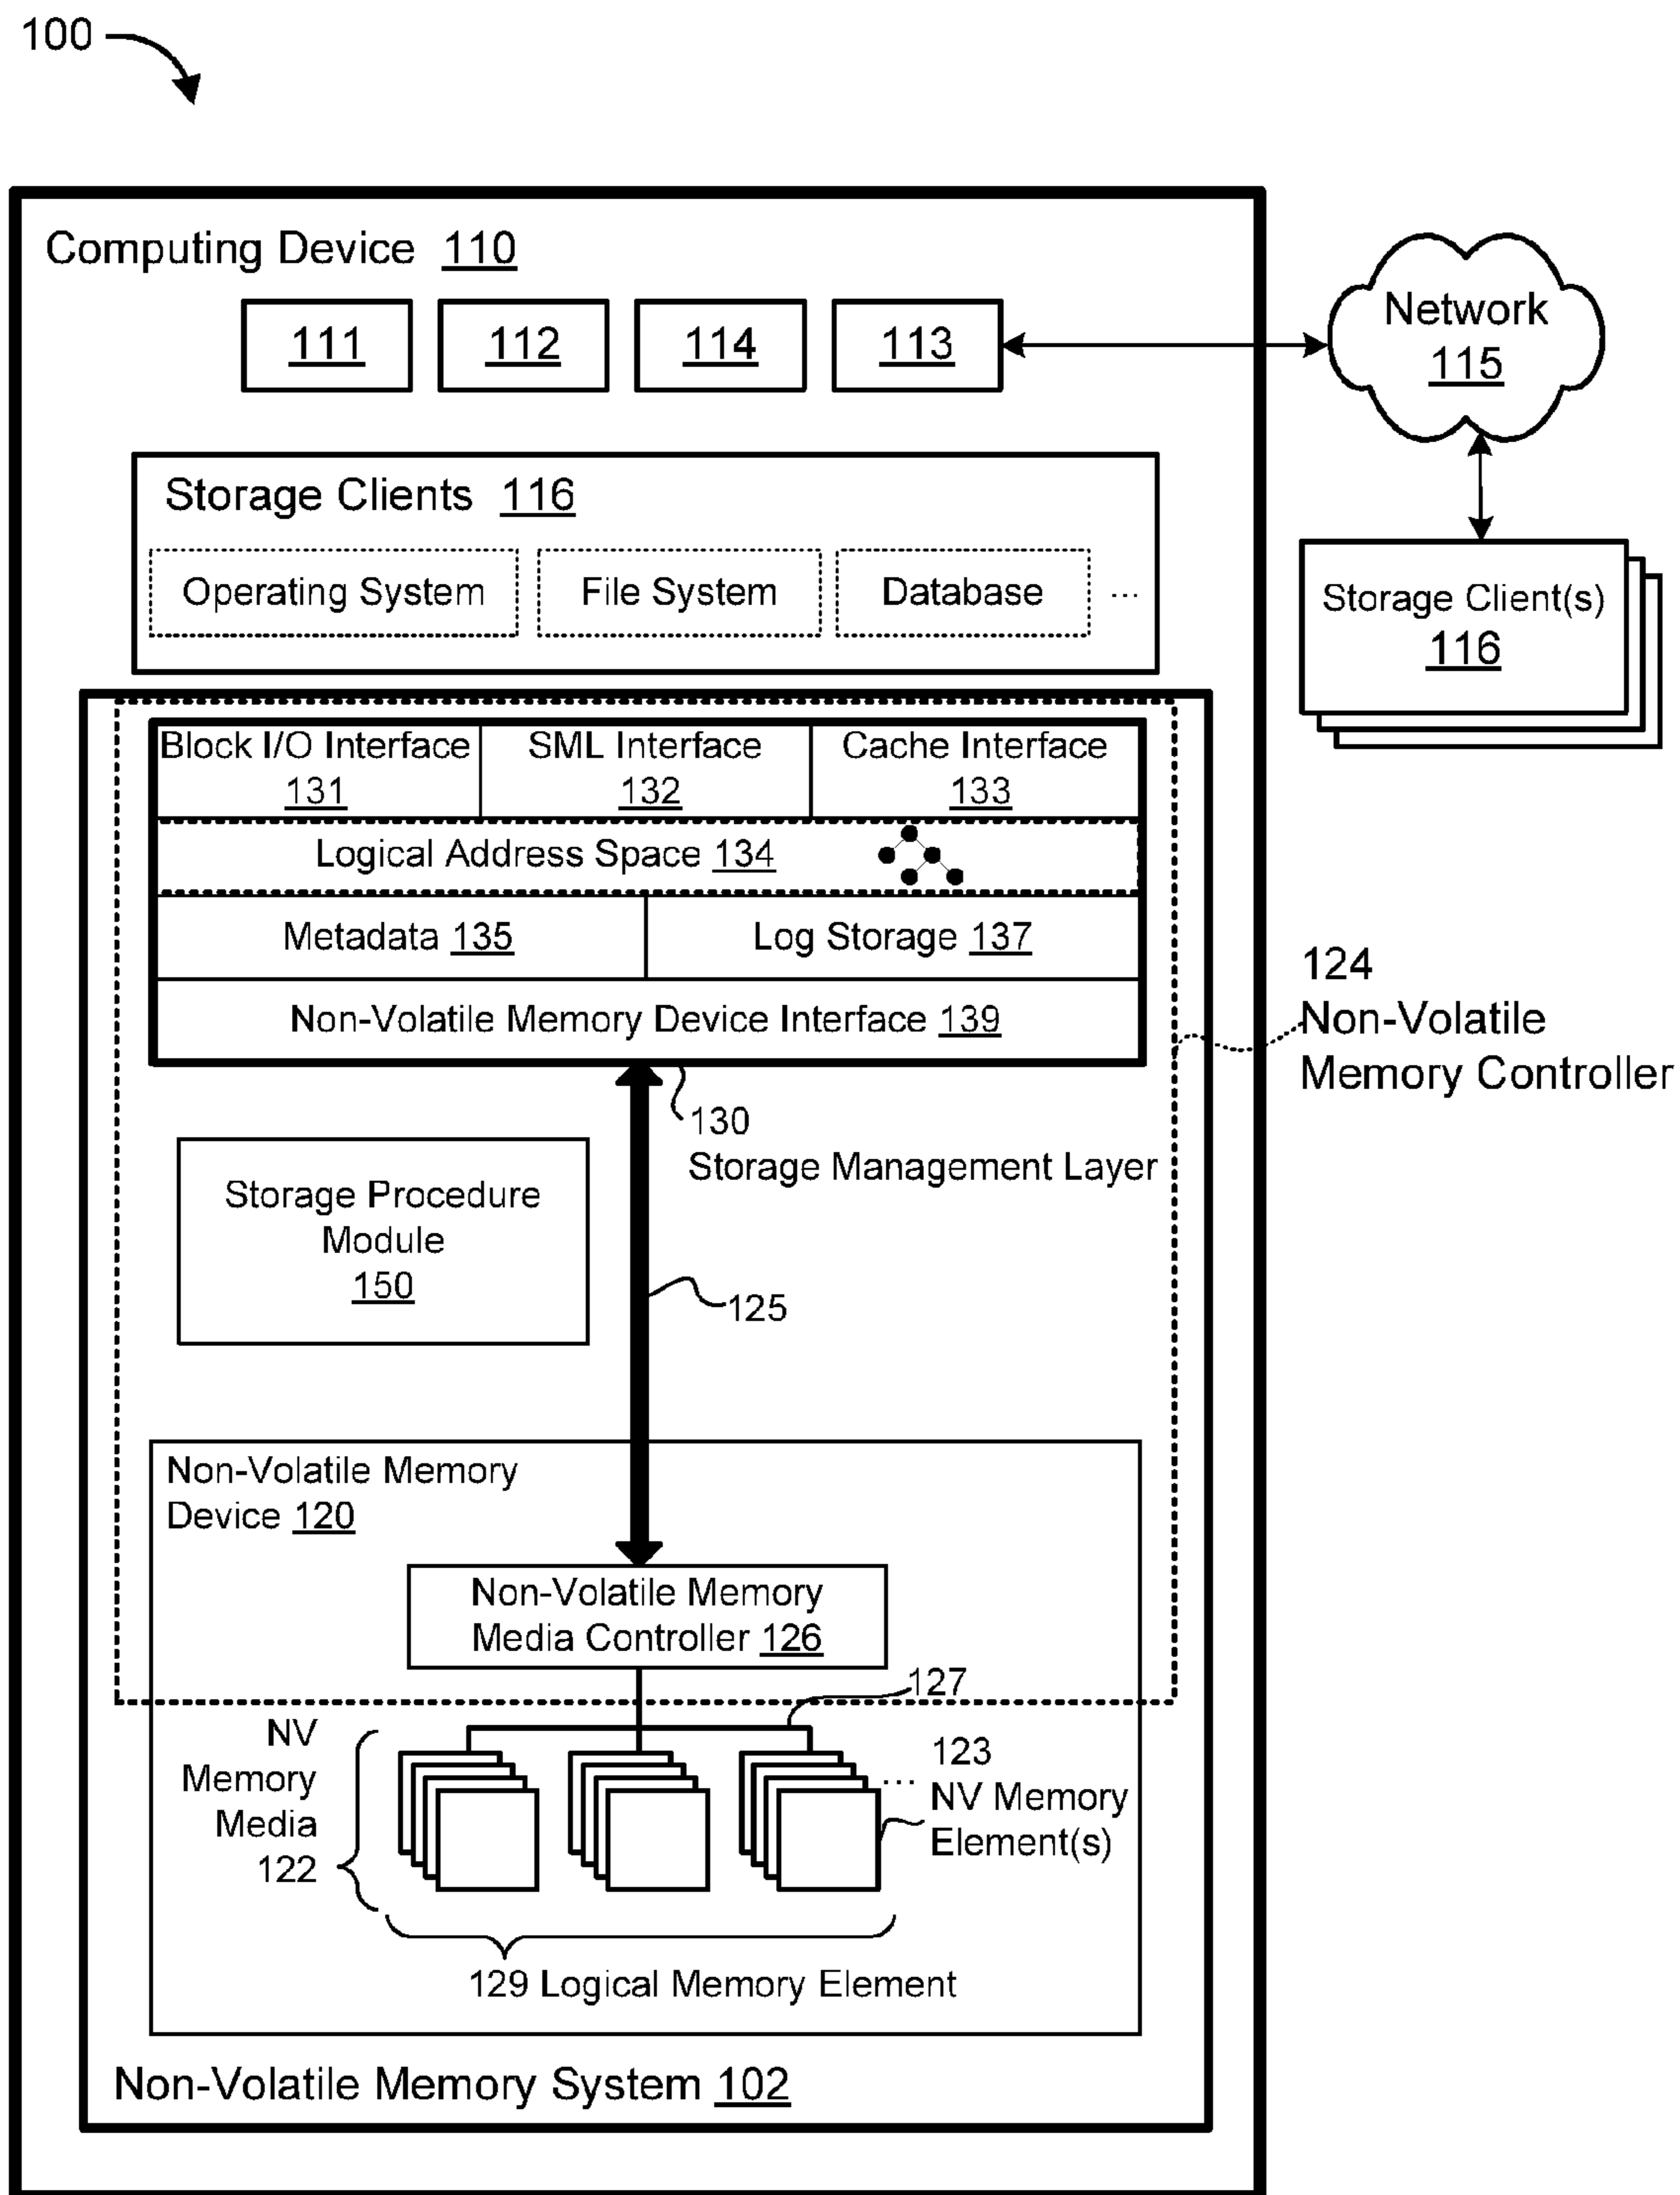 100
Computing Device 110
111
112
114
113
Network
115
Storage Clients 116
Operating System
File System
Database
...
Storage Client(s)
116
Block I/O Interface
131
SML Interface
132
Cache Interface
133
Logical Address Space 134
Metadata 135
Log Storage 137
Non-Volatile Memory Device Interface 139
124
Non-Volatile
Memory Controller
130
Storage Management Layer
Storage Procedure
Module
150
125
Non-Volatile Memory
Device 120
Non-Volatile Memory
Media Controller 126
127
NV
Memory
Media
122
...
123
NV Memory
Element(s)
129 Logical Memory Element
Non-Volatile Memory System 102